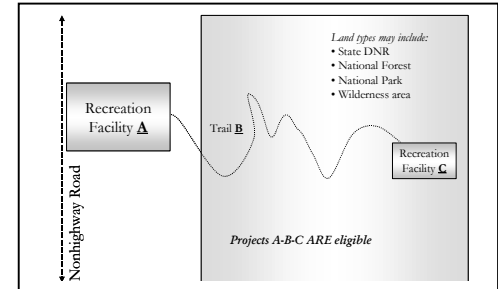 Land types may include:
• State DNR
• National Forest
• National Park
• Wilderness area
Recreation
Facility A
Trail B
Recreation
Facility C
Nonhighway Road
Projects A-B-C ARE eligible